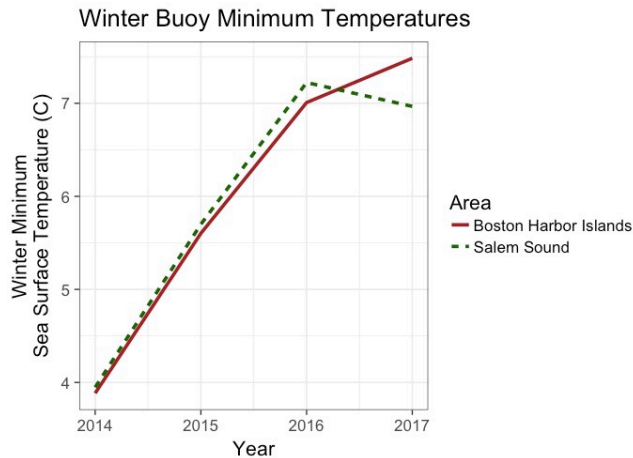 Winter Buoy Minimum Temperatures
Winter Minimum
Sea Surface Temperature (C)
7
6
5
4
2014
2015
2016
2017
Year
Area
Boston Harbor Islands
Salem Sound